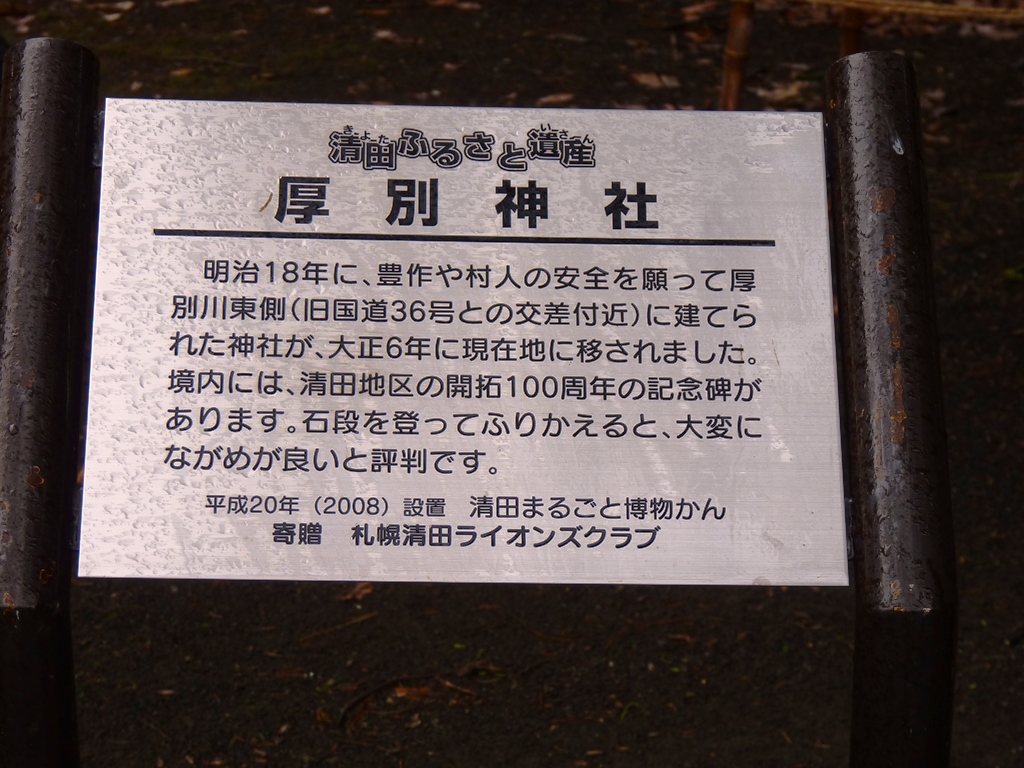 清田ふるさと遺産
厚別神社
明治18年に、豊作や村人の安全を願って厚
別川東側(旧国道36号との交差付近)に建てら
れた神社が、大正6年に現在地に移されました。
境内には、清田地区の開拓100周年の記念碑が
あります。石段を登ってふりかえると、大変に
ながめが良いと評判です。
平成20年(2008)設置 清田まるごと博物かん
寄贈 札幌清田ライオンズクラブ